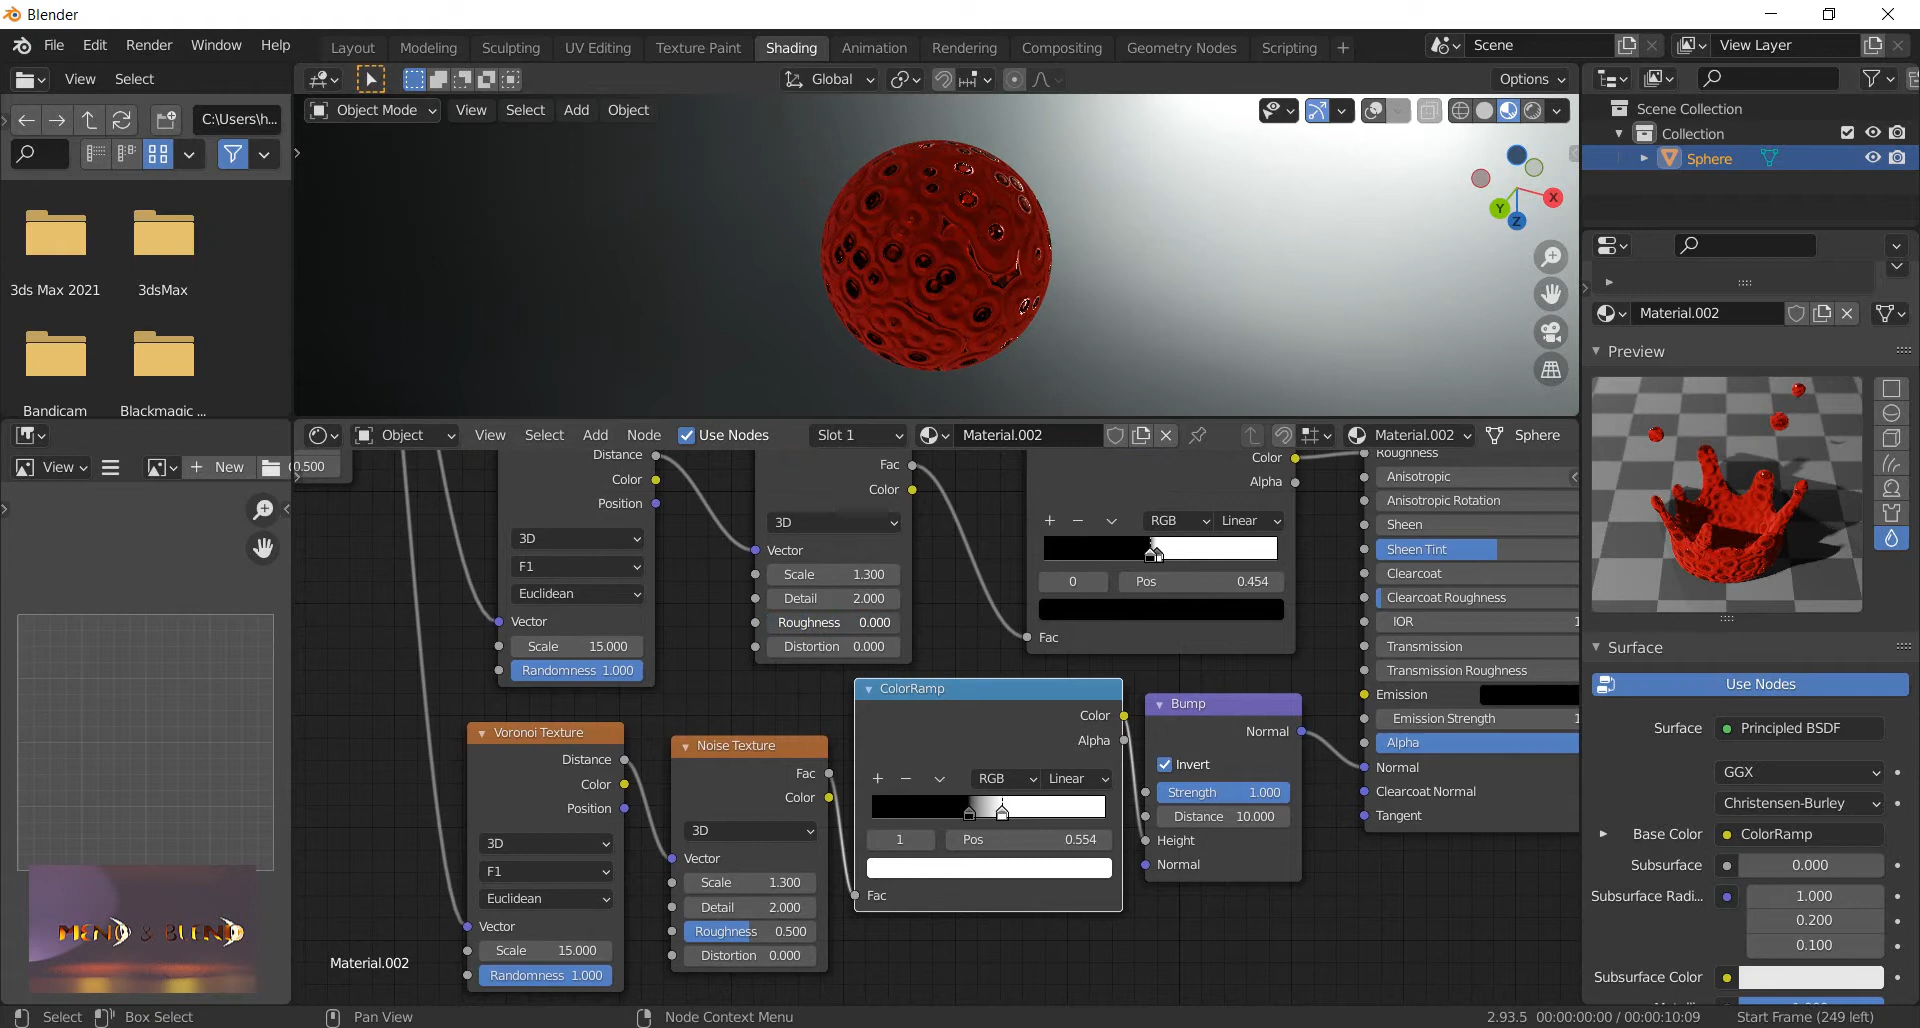 Blender
File Edit Render Window Help
Layout Modeling Sculpting UV Editing Texture Paint Shading Animation Rendering Compositing Geometry Nodes Scripting +
Scene
View Layer
View Select
Global
Options
C:\Users\h...
Object Mode View Select Add Object
Scene Collection
Collection
Sphere
X
Y
Z
3ds Max 2021
3dsMax
Bandicam
Blackmagic ...
Material.002
Preview
Object View Select Add Node Use Nodes Slot 1 Material.002
Material.002 Sphere
View
New
0.500
Distance
Color
Position
3D
F1
Euclidean
Vector
Scale 15.000
Randomness 1.000
Fac
Color
3D
Vector
Scale 1.300
Detail 2.000
Roughness 0.000
Distortion 0.000
Color
Alpha
RGB Linear
0 Pos 0.454
Fac
Roughness
Anisotropic
Anisotropic Rotation
Sheen
Sheen Tint
Clearcoat
Clearcoat Roughness
IOR 1
Transmission
Transmission Roughness
Emission
Emission Strength 1
Alpha
Normal
Clearcoat Normal
Tangent
Voronoi Texture
Distance
Color
Position
3D
F1
Euclidean
Vector
Scale 15.000
Randomness 1.000
Noise Texture
Fac
Color
3D
Vector
Scale 1.300
Detail 2.000
Roughness 0.500
Distortion 0.000
ColorRamp
Color
Alpha
RGB Linear
1 Pos 0.554
Fac
Bump
Normal
Invert
Strength 1.000
Distance 10.000
Height
Normal
Material.002
Surface
Use Nodes
Surface Principled BSDF
GGX
Christensen-Burley
Base Color ColorRamp
Subsurface 0.000
Subsurface Radi... 1.000
0.200
0.100
Subsurface Color
Select Box Select Pan View Node Context Menu
2.93.5 00:00:00:00 / 00:00:10:09 Start Frame (249 left)